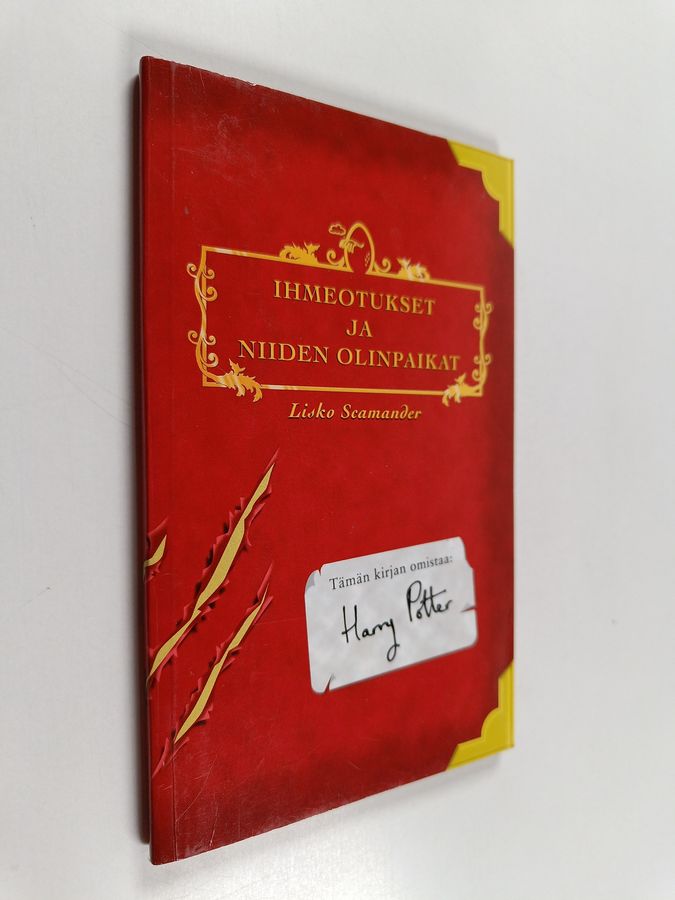 IHMEOTUKSET
JA
NIIDEN OLINPAIKAT
Lisko Scamander
Tämän kirjan omistaa:
Harry Potter